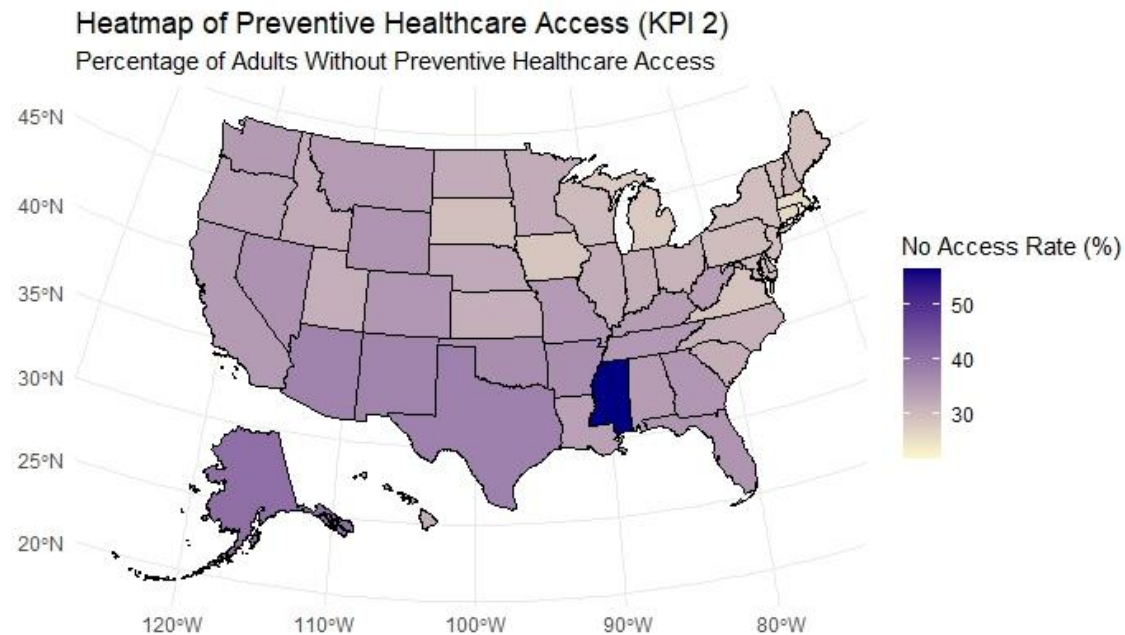 Heatmap of Preventive Healthcare Access (KPI 2)
Percentage of Adults Without Preventive Healthcare Access
45°N
40°N
35°N
30°N
25°N
20°N
120°W
110°W
100°W
90°W
80°W
No Access Rate (%)
50
40
30